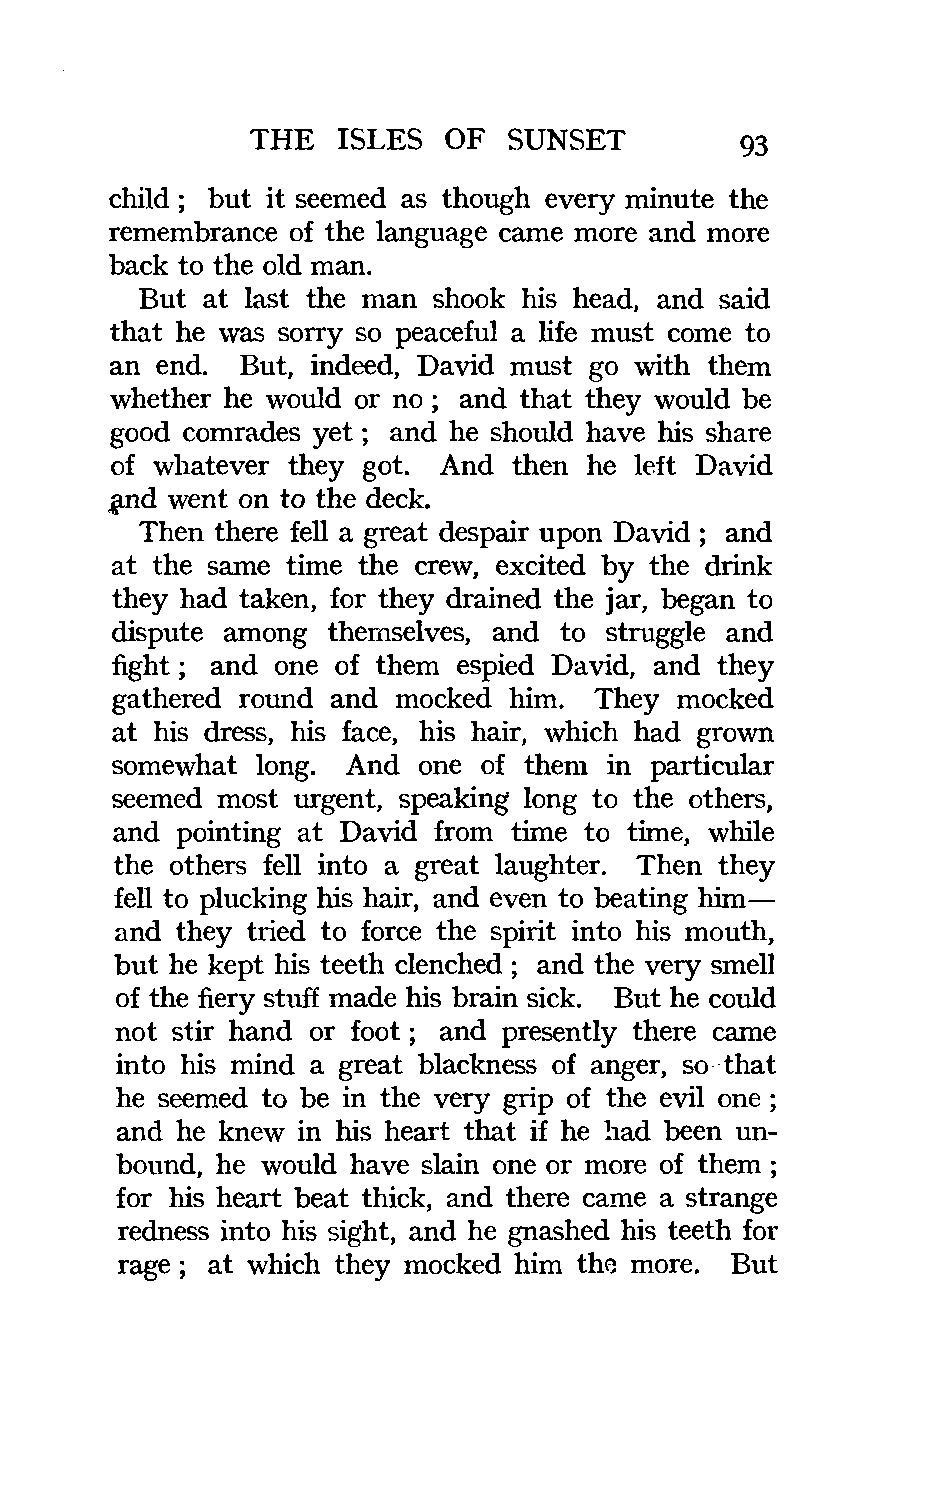 THE ISLES OF SUNSET 93
child ; but it seemed as though every minute the
remembrance of the language came more and more
back to the old man.
But at last the man shook his head, and said
that he was sorry so peaceful a life must come to
an end. But, indeed, David must go with them
whether he would or no ; and that they would be
good comrades yet ; and he should have his share
of whatever they got. And then he left David
and went on to the deck.
Then there fell a great despair upon David ; and
at the same time the crew, excited by the drink
they had taken, for they drained the jar, began to
dispute among themselves, and to struggle and
fight ; and one of them espied David, and they
gathered round and mocked him. They mocked
at his dress, his face, his hair, which had grown
somewhat long. And one of them in particular
seemed most urgent, speaking long to the others,
and pointing at David from time to time, while
the others fell into a great laughter. Then they
fell to plucking his hair, and even to beating him—
and they tried to force the spirit into his mouth,
but he kept his teeth clenched ; and the very smell
of the fiery stuff made his brain sick. But he could
not stir hand or foot ; and presently there came
into his mind a great blackness of anger, so that
he seemed to be in the very grip of the evil one ;
and he knew in his heart that if he had been un-
bound, he would have slain one or more of them ;
for his heart beat thick, and there came a strange
redness into his sight, and he gnashed his teeth for
rage ; at which they mocked him the more. But